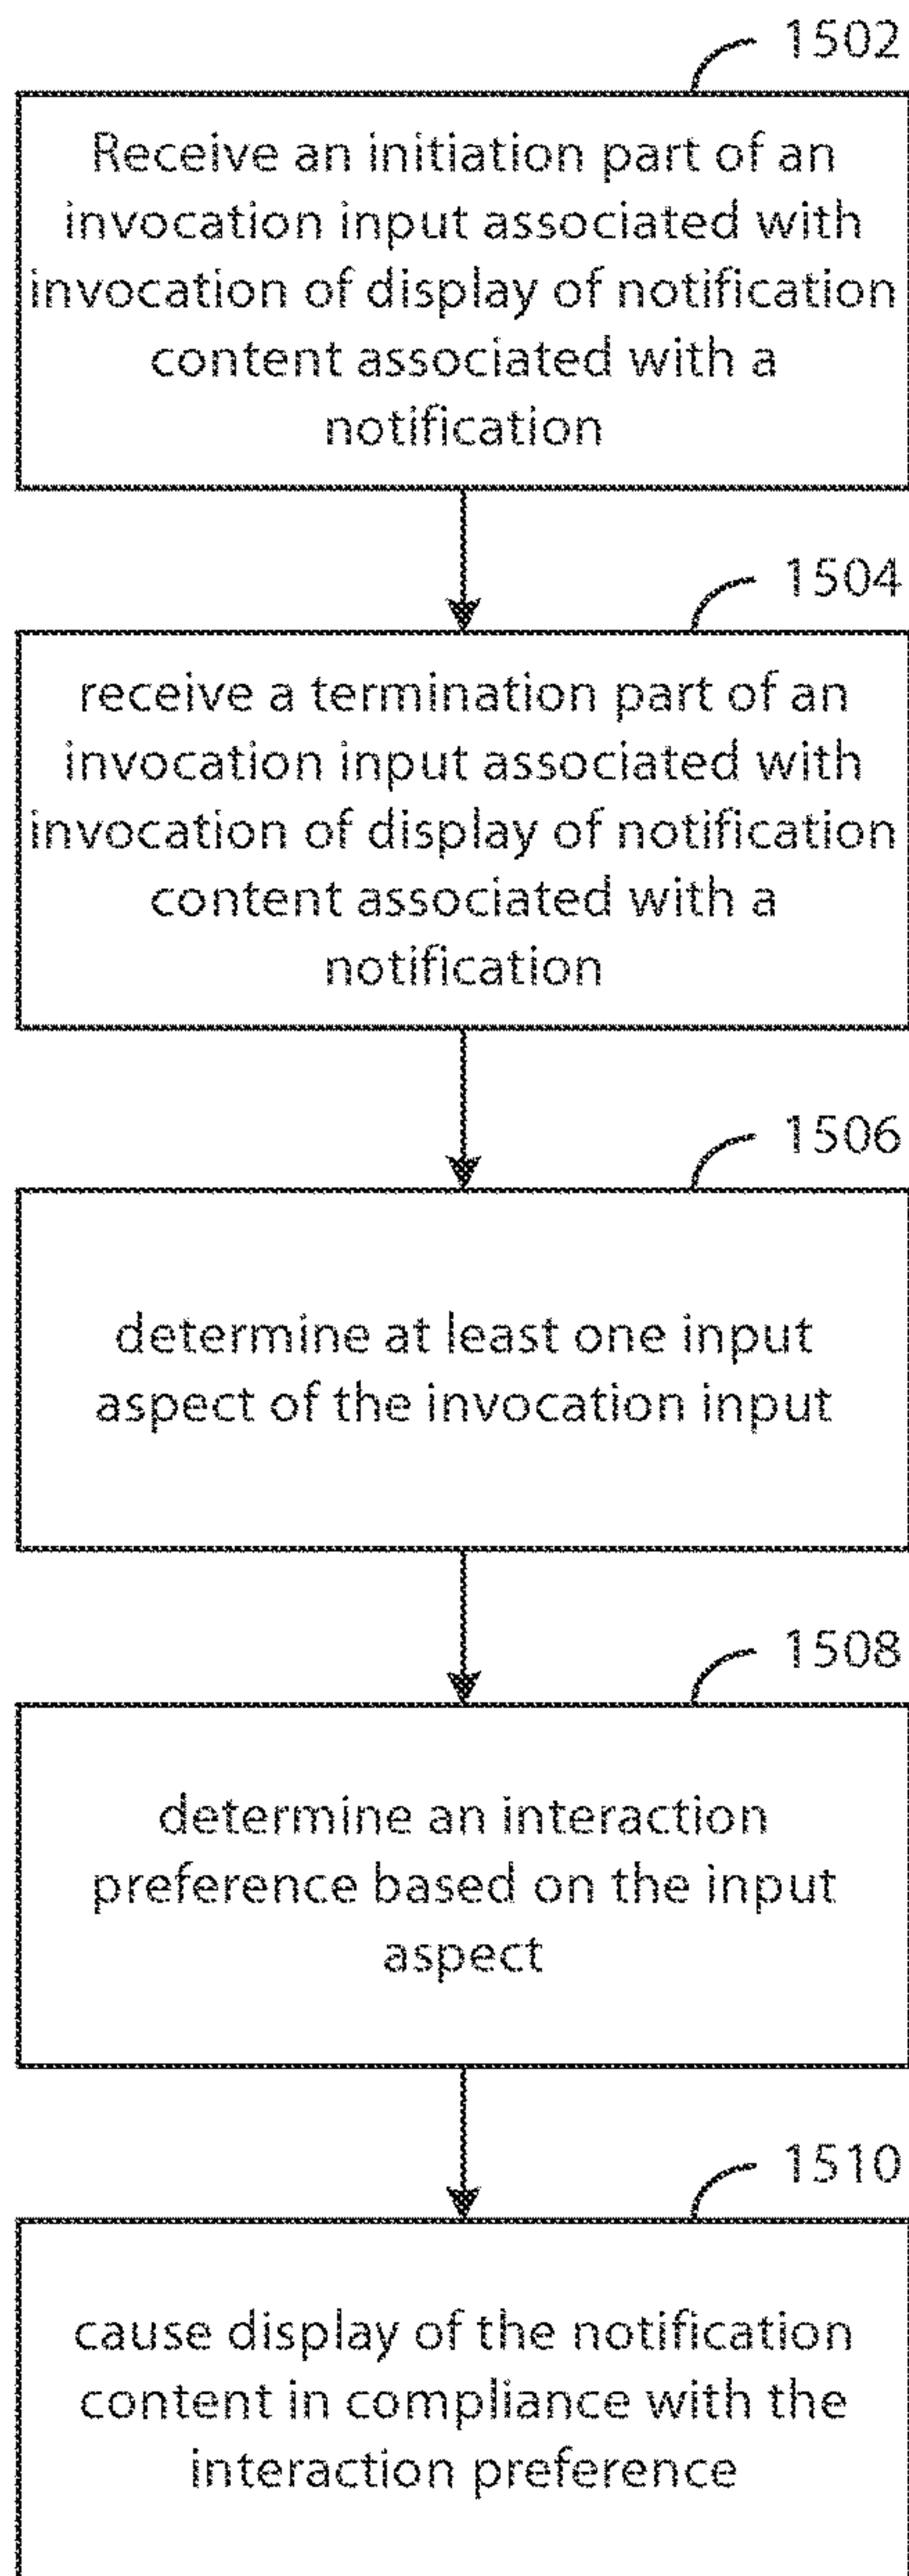 1502
Receive an initiation part of an
invocation input associated with
invocation of display of notification
content associated with a
notification
1504
receive a termination part of an
invocation input associated with
invocation of display of notification
content associated with a
notification
1506
determine at least one input
aspect of the invocation input
1508
determine an interaction
preference based on the input
aspect
1510
cause display of the notification
content in compliance with the
interaction preference